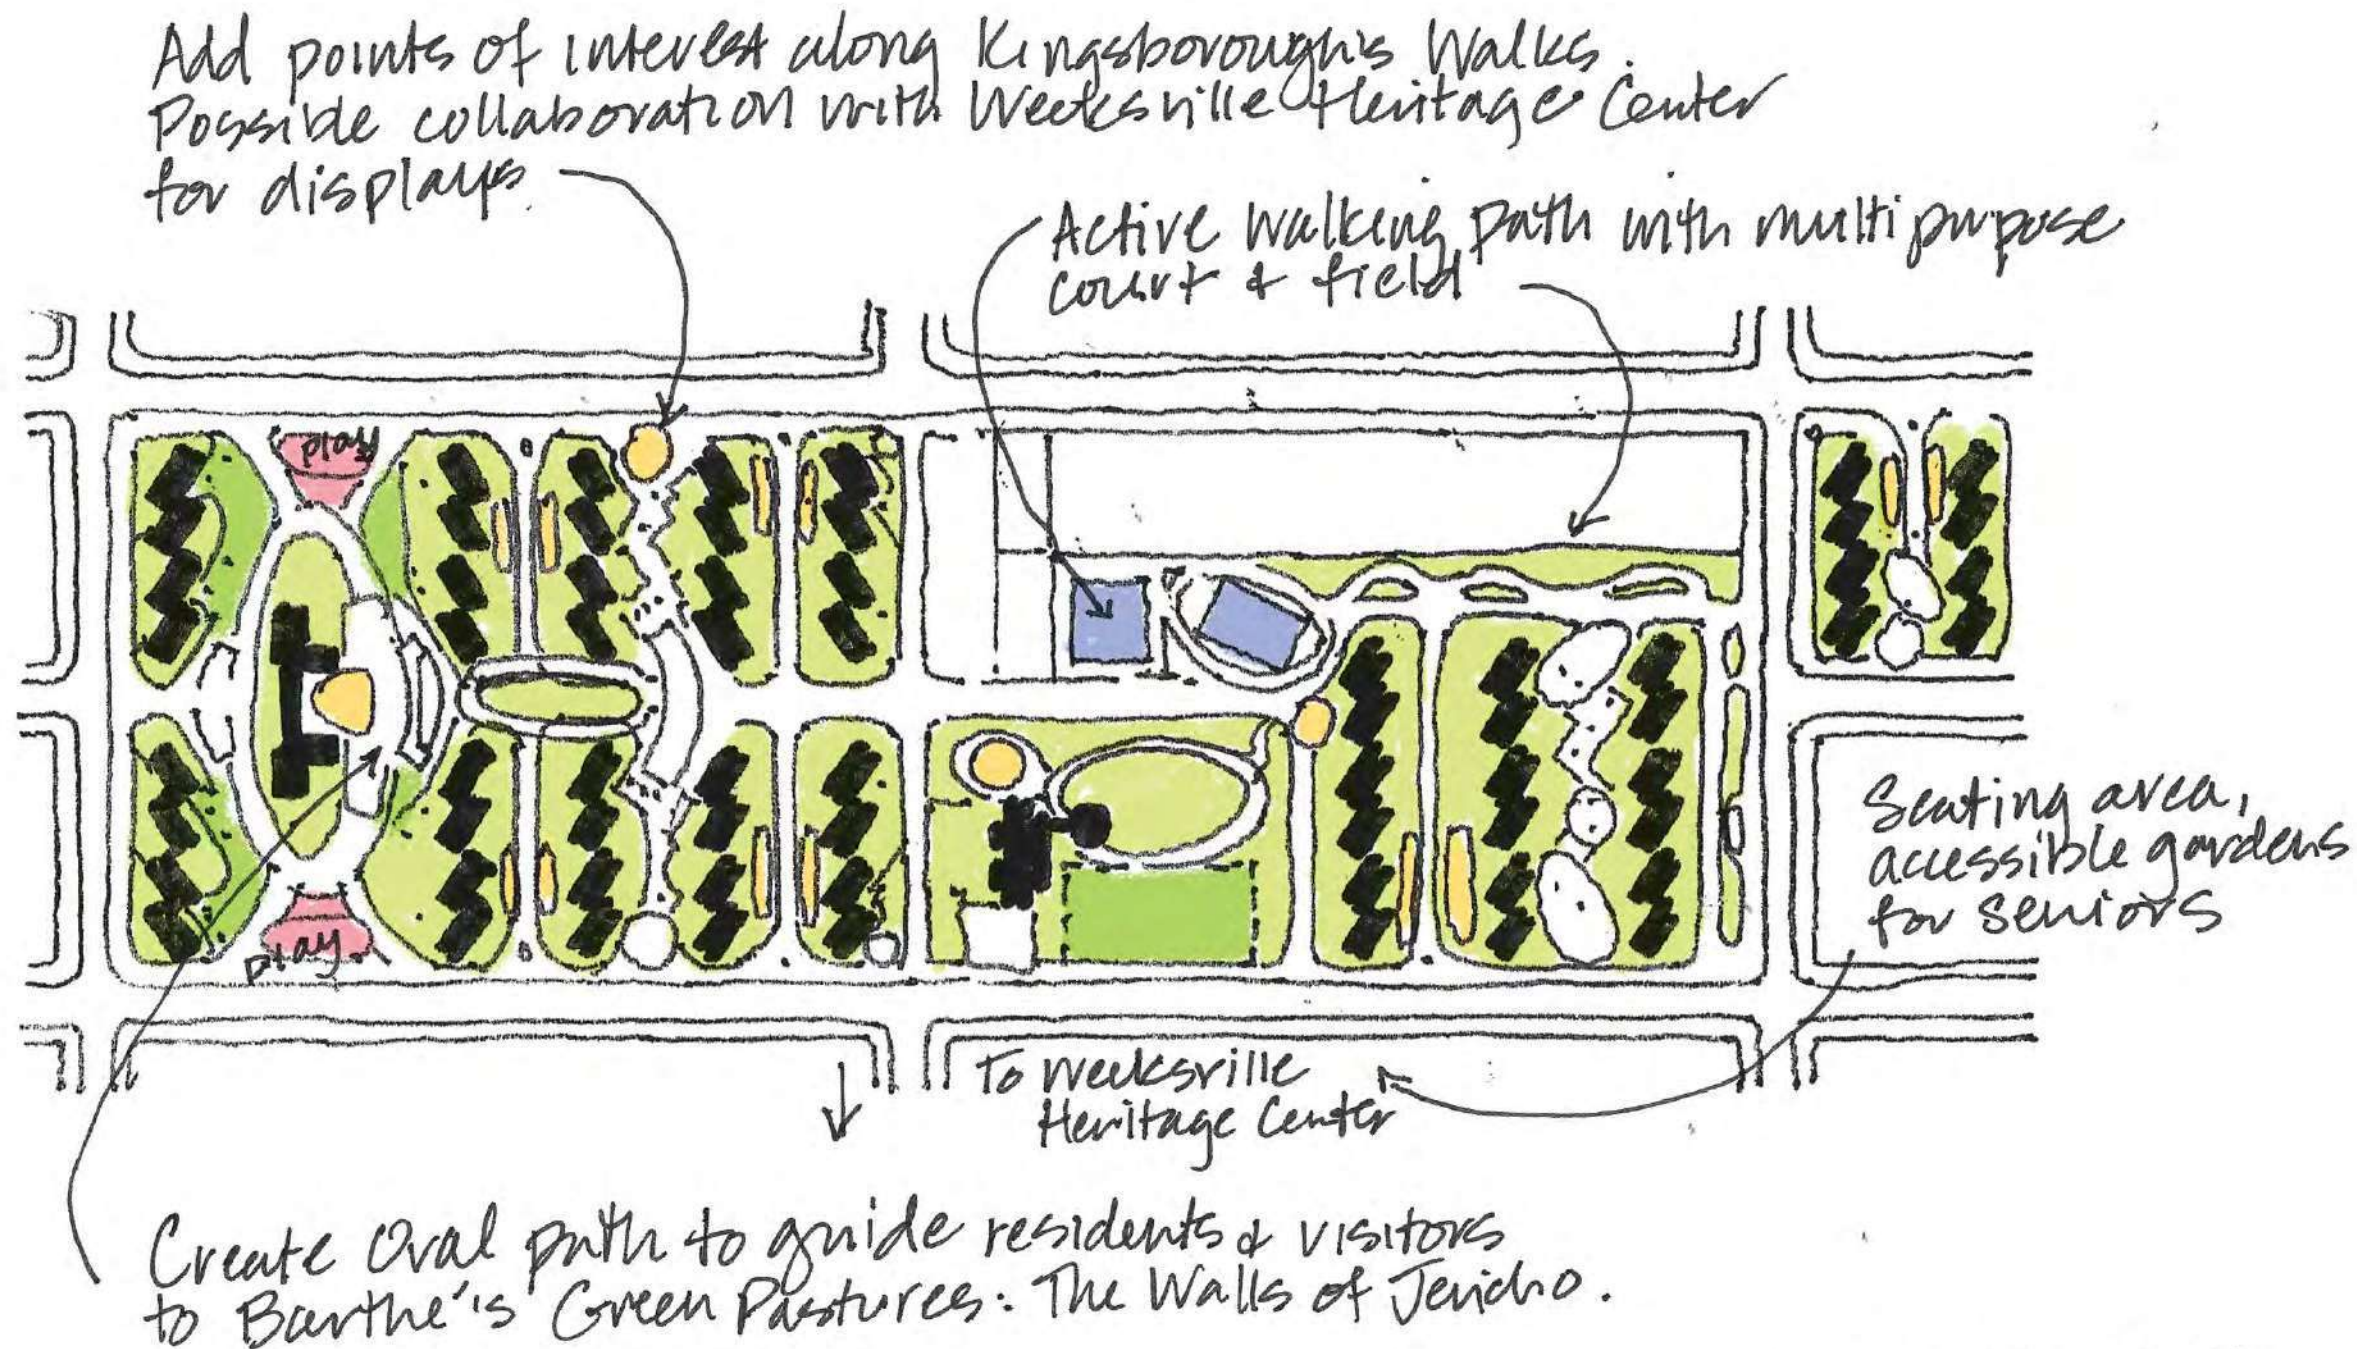 Add points of interest along Kingsborough's Walks.
Possible collaboration with Weeksville Heritage Center
for displays.
Active walking path with multipurpose
court & field
play
Seating area,
accessible gardens
for seniors
play
To Weeksville
Heritage Center
Create Oval path to guide residents & visitors
to Barthe's Green Pastures: The Walls of Jericho.